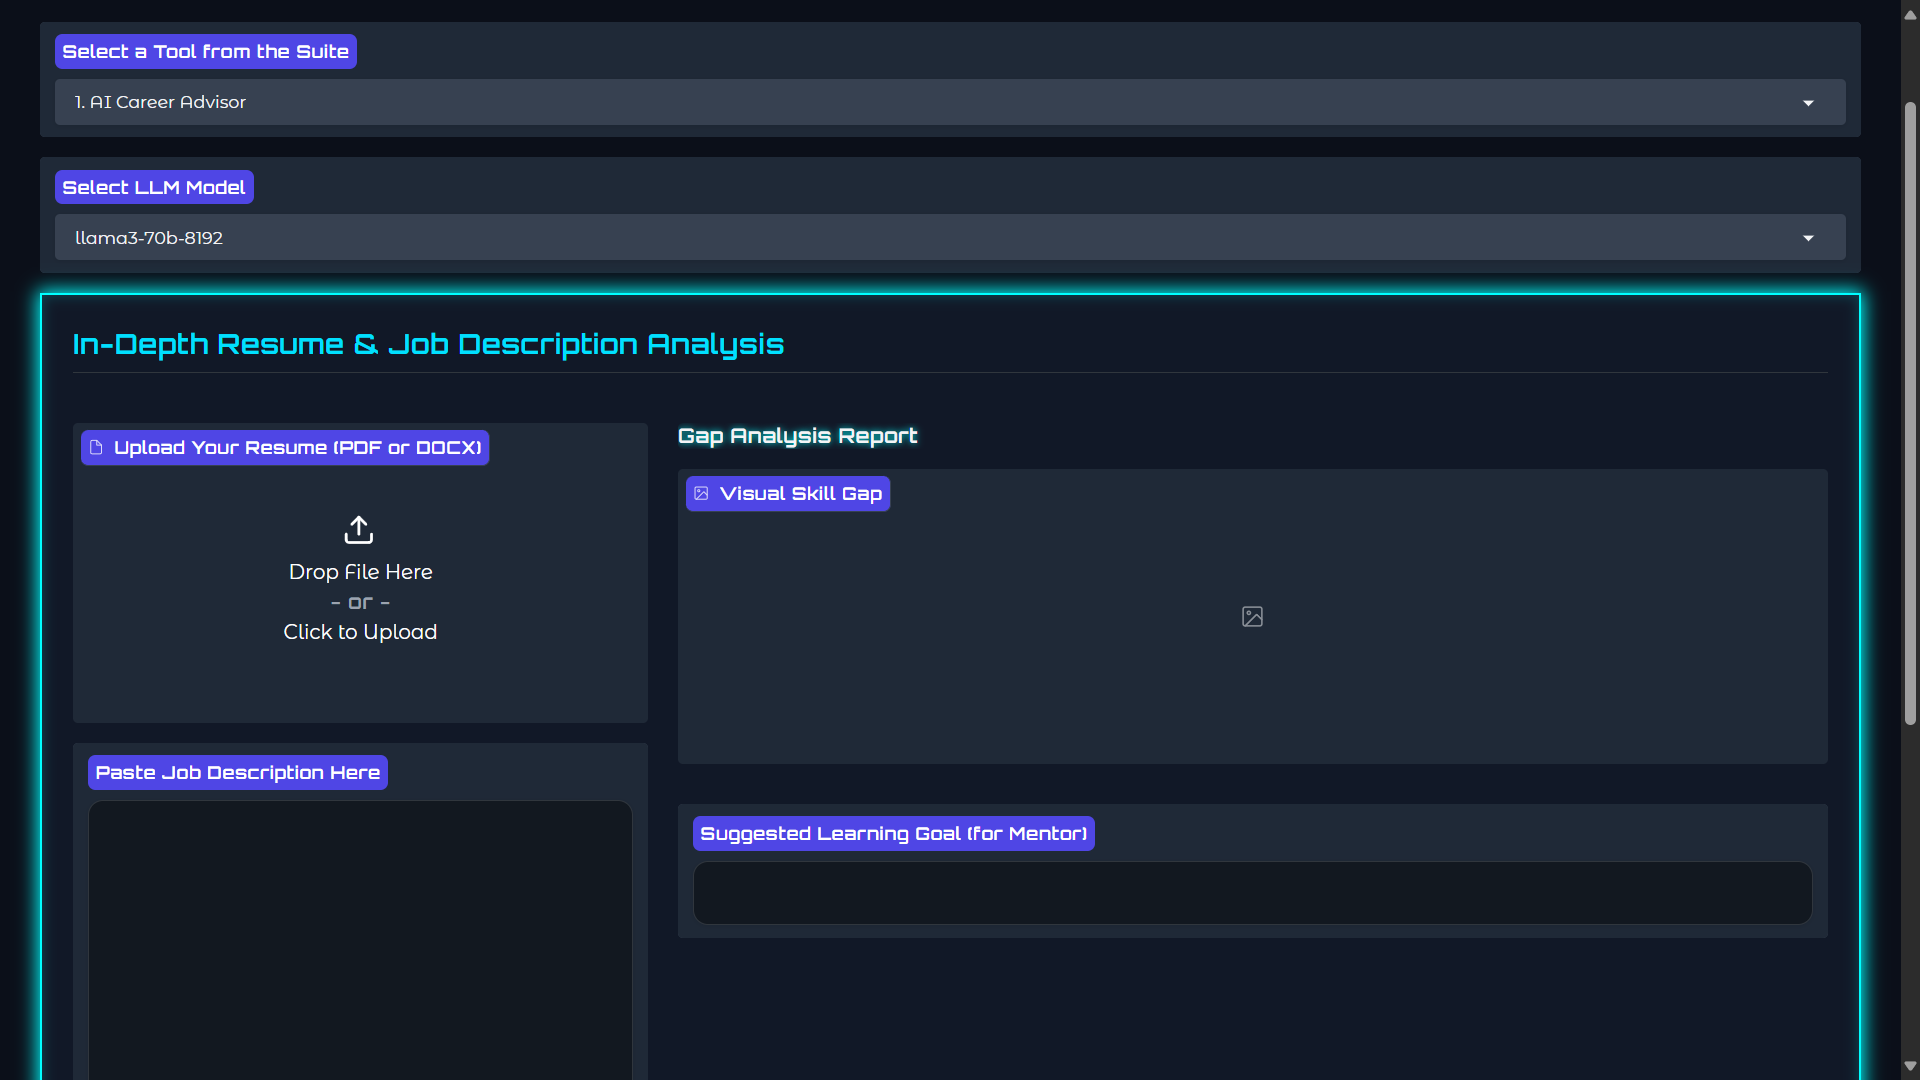 Select a Tool from the Suite
1. AI Career Advisor
Select LLM Model
llama3-70b-8192
In-Depth Resume & Job Description Analysis
Upload Your Resume (PDF or DOCX)
Drop File Here
- or -
Click to Upload
Paste Job Description Here
Gap Analysis Report
Visual Skill Gap
Suggested Learning Goal (for Mentor)